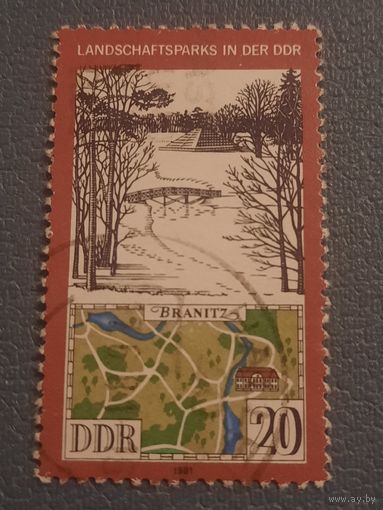 LANDSCHAFTSPARKS IN DER DDR
BRANITZ
DDR
20
1981
www.ay.by